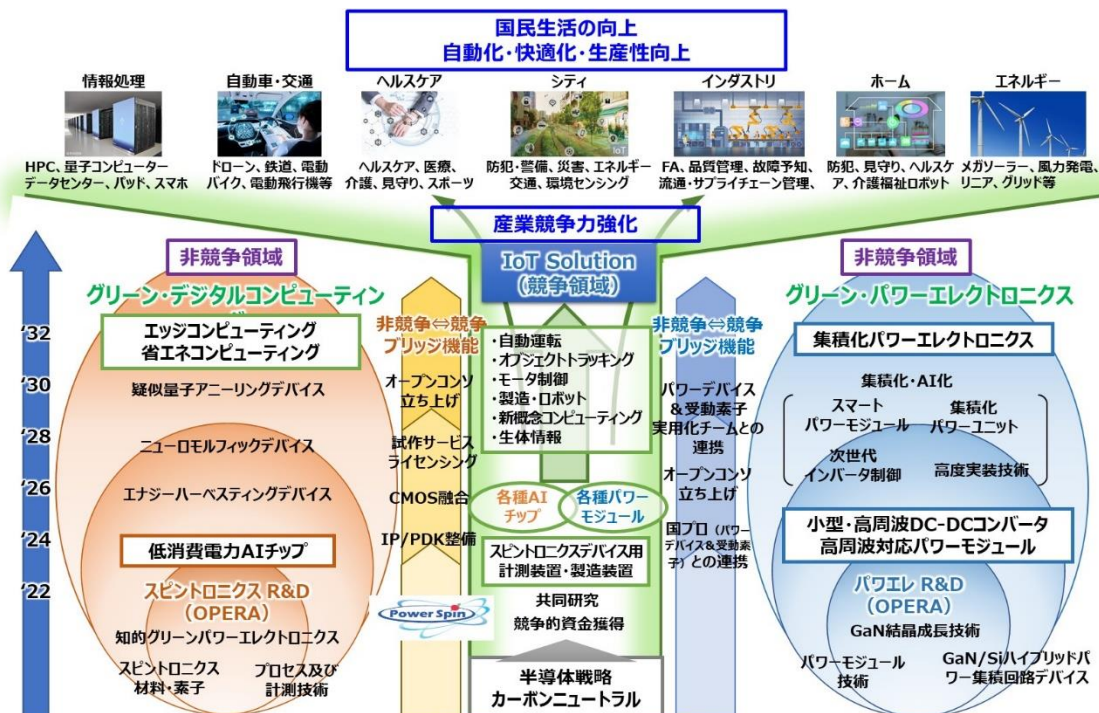 国民生活の向上
自動化・快適化・生産性向上
情報処理
HPC、量子コンピューター
データセンター、パッド、スマホ
自動車・交通
ドローン、鉄道、電動
バイク、電動飛行機等
ヘルスケア
ヘルスケア、医療、
介護、見守り、スポーツ
シティ
IoT
防犯・警備、災害、エネルギー
交通、環境センシング
インダストリ
FA、品質管理、故障予知、
流通・サプライチェーン管理、
ホーム
防犯、見守り、ヘルスケ
ア、介護福祉ロボット
エネルギー
メガソーラー、風力発電、
リニア、グリッド等
産業競争力強化
'32
'30
'28
'26
'24
'22
非競争領域
グリーン・デジタルコンピューティン
グ
エッジコンピューティング
省エネコンピューティング
疑似量子アニーリングデバイス
ニューロモルフィックデバイス
エナジーハーベスティングデバイス
低消費電力AIチップ
スピントロニクス R&D
(OPERA)
知的グリーンパワーエレクトロニクス
スピントロニクス
材料・素子
プロセス及び
計測技術
非競争⇔競争
ブリッジ機能
オープンコンソ
立ち上げ
試作サービス
ライセンシング
CMOS融合
IP/PDK整備
Power Spin
IoT Solution
(競争領域)
・自動運転
・オブジェクトトラッキング
・モータ制御
・製造・ロボット
・新概念コンピューティング
・生体情報
各種AI
チップ
各種パワー
モジュール
スピントロニクスデバイス用
計測装置・製造装置
共同研究
競争的資金獲得
半導体戦略
カーボンニュートラル
非競争⇔競争
ブリッジ機能
パワーデバイス
&受動素子
実用化チームとの
連携
オープンコンソ
立ち上げ
国プロ（パワー
デバイス&受動素
子）との連携
非競争領域
グリーン・パワーエレクトロニクス
集積化パワーエレクトロニクス
集積化・AI化
スマート
パワーモジュール
集積化
パワーユニット
次世代
インバータ制御
高度実装技術
小型・高周波DC-DCコンバータ
高周波対応パワーモジュール
パワエレ R&D
(OPERA)
GaN結晶成長技術
パワーモジュール
技術
GaN/Siハイブリッドパ
ワー集積回路デバイス